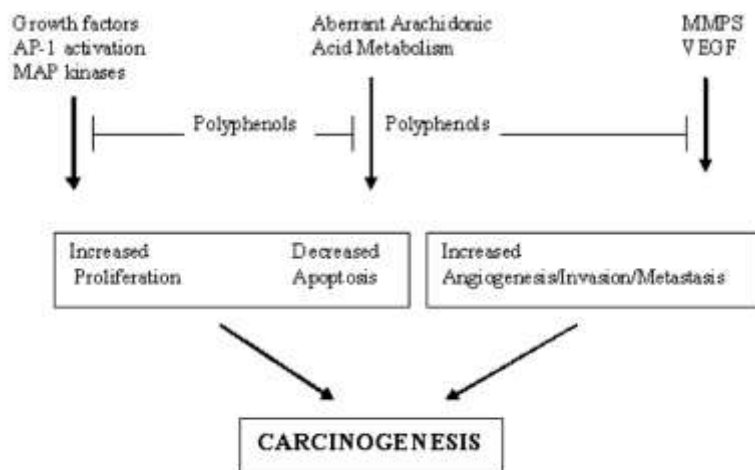 Growth factors
AP-1 activation
MAP kinases
Aberrant Arachidonic
Acid Metabolism
MMPS
VEGF
Polyphenols
Polyphenols
Increased
Proliferation
Decreased
Apoptosis
Increased
Angiogenesis/Invasion/Metastasis
CARCINOGENESIS